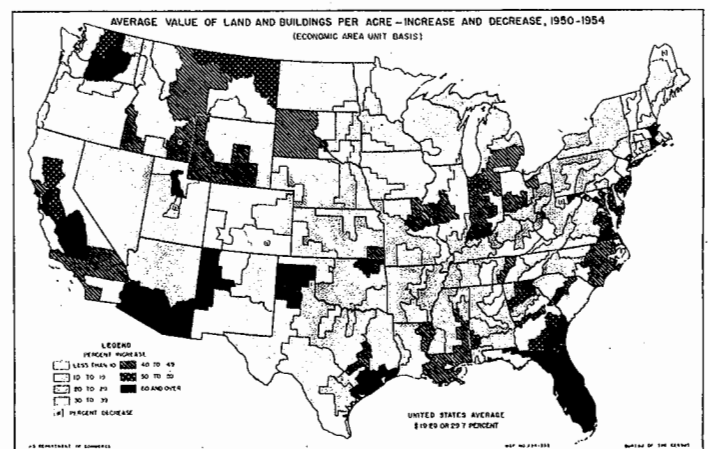 AVERAGE VALUE OF LAND AND BUILDINGS PER ACRE – INCREASE AND DECREASE, 1950-1954
(ECONOMIC AREA UNIT BASIS)
LEGEND
PERCENT INCREASE
LESS THAN 10
10 TO 19
20 TO 29
30 TO 39
40 TO 49
50 TO 59
60 AND OVER
PERCENT DECREASE
UNITED STATES AVERAGE
29.7 PERCENT
U S DEPARTMENT OF COMMERCE
MAP NO.
BUREAU OF THE CENSUS